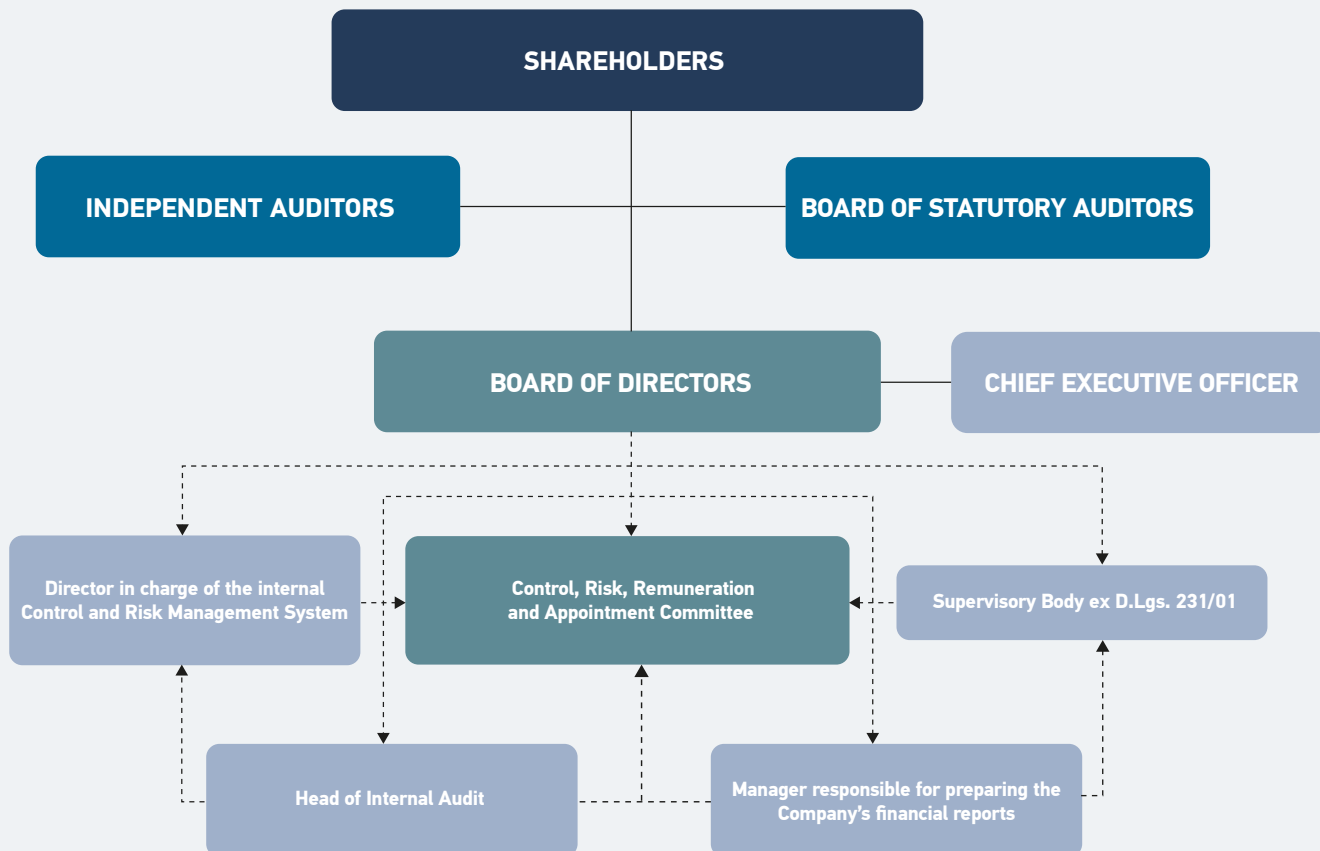 SHAREHOLDERS
INDEPENDENT AUDITORS
BOARD OF STATUTORY AUDITORS
BOARD OF DIRECTORS
CHIEF EXECUTIVE OFFICER
Director in charge of the internal
Control and Risk Management System
Control, Risk, Remuneration
and Appointment Committee
Supervisory Body ex D.Lgs. 231/01
Head of Internal Audit
Manager responsible for preparing the
Company's financial reports